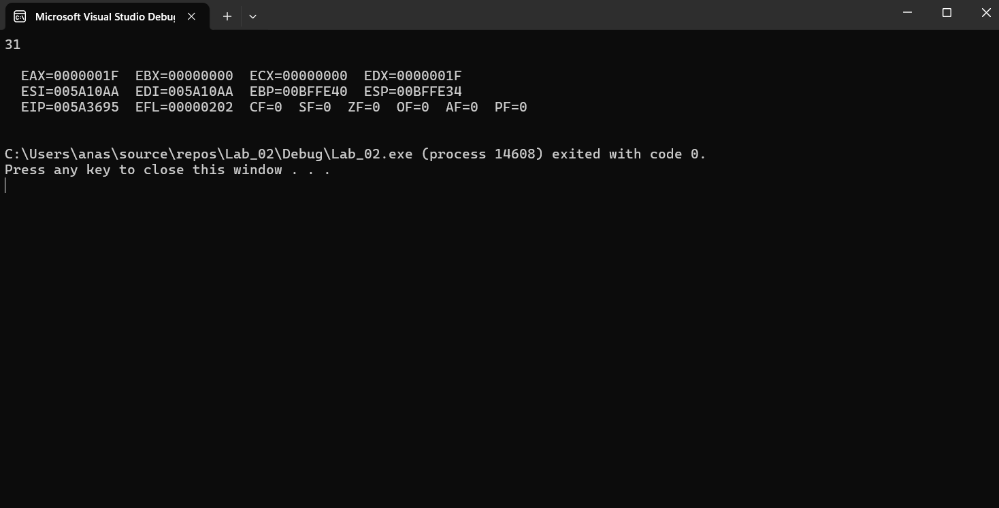 Microsoft Visual Studio Debug
31
EAX=0000001F EBX=00000000 ECX=00000000 EDX=0000001F
ESI=005A10AA EDI=005A10AA EBP=00BFFE40 ESP=00BFFE34
EIP=005A3695 EFL=00000202 CF=0 SF=0 ZF=0 OF=0 AF=0 PF=0
C:\Users\anas\source\repos\Lab_02\Debug\Lab_02.exe (process 14608) exited with code 0.
Press any key to close this window . . .